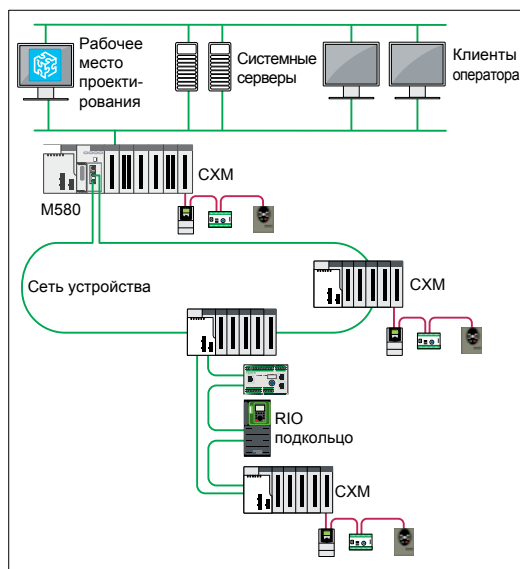 Рабочее
место
проекти-
рования
Системные
серверы
Клиенты
оператора
CXM
M580
Сеть устройства
CXM
RIO
подкольцо
CXM